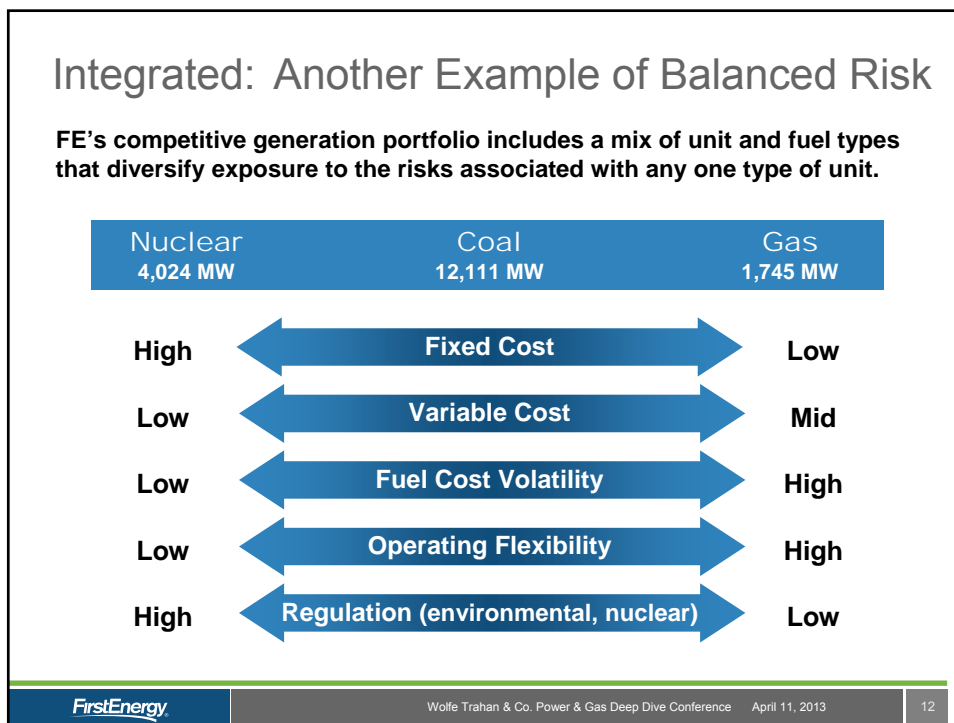 Integrated: Another Example of Balanced Risk
FE's competitive generation portfolio includes a mix of unit and fuel types
that diversify exposure to the risks associated with any one type of unit.
Nuclear Coal Gas
4,024 MW 12,111 MW 1,745 MW
High Fixed Cost Low
Low Variable Cost Mid
Low Fuel Cost Volatility High
Low Operating Flexibility High
High Regulation (environmental, nuclear) Low
FirstEnergy. Wolfe Trahan & Co. Power & Gas Deep Dive Conference April 11, 2013 12